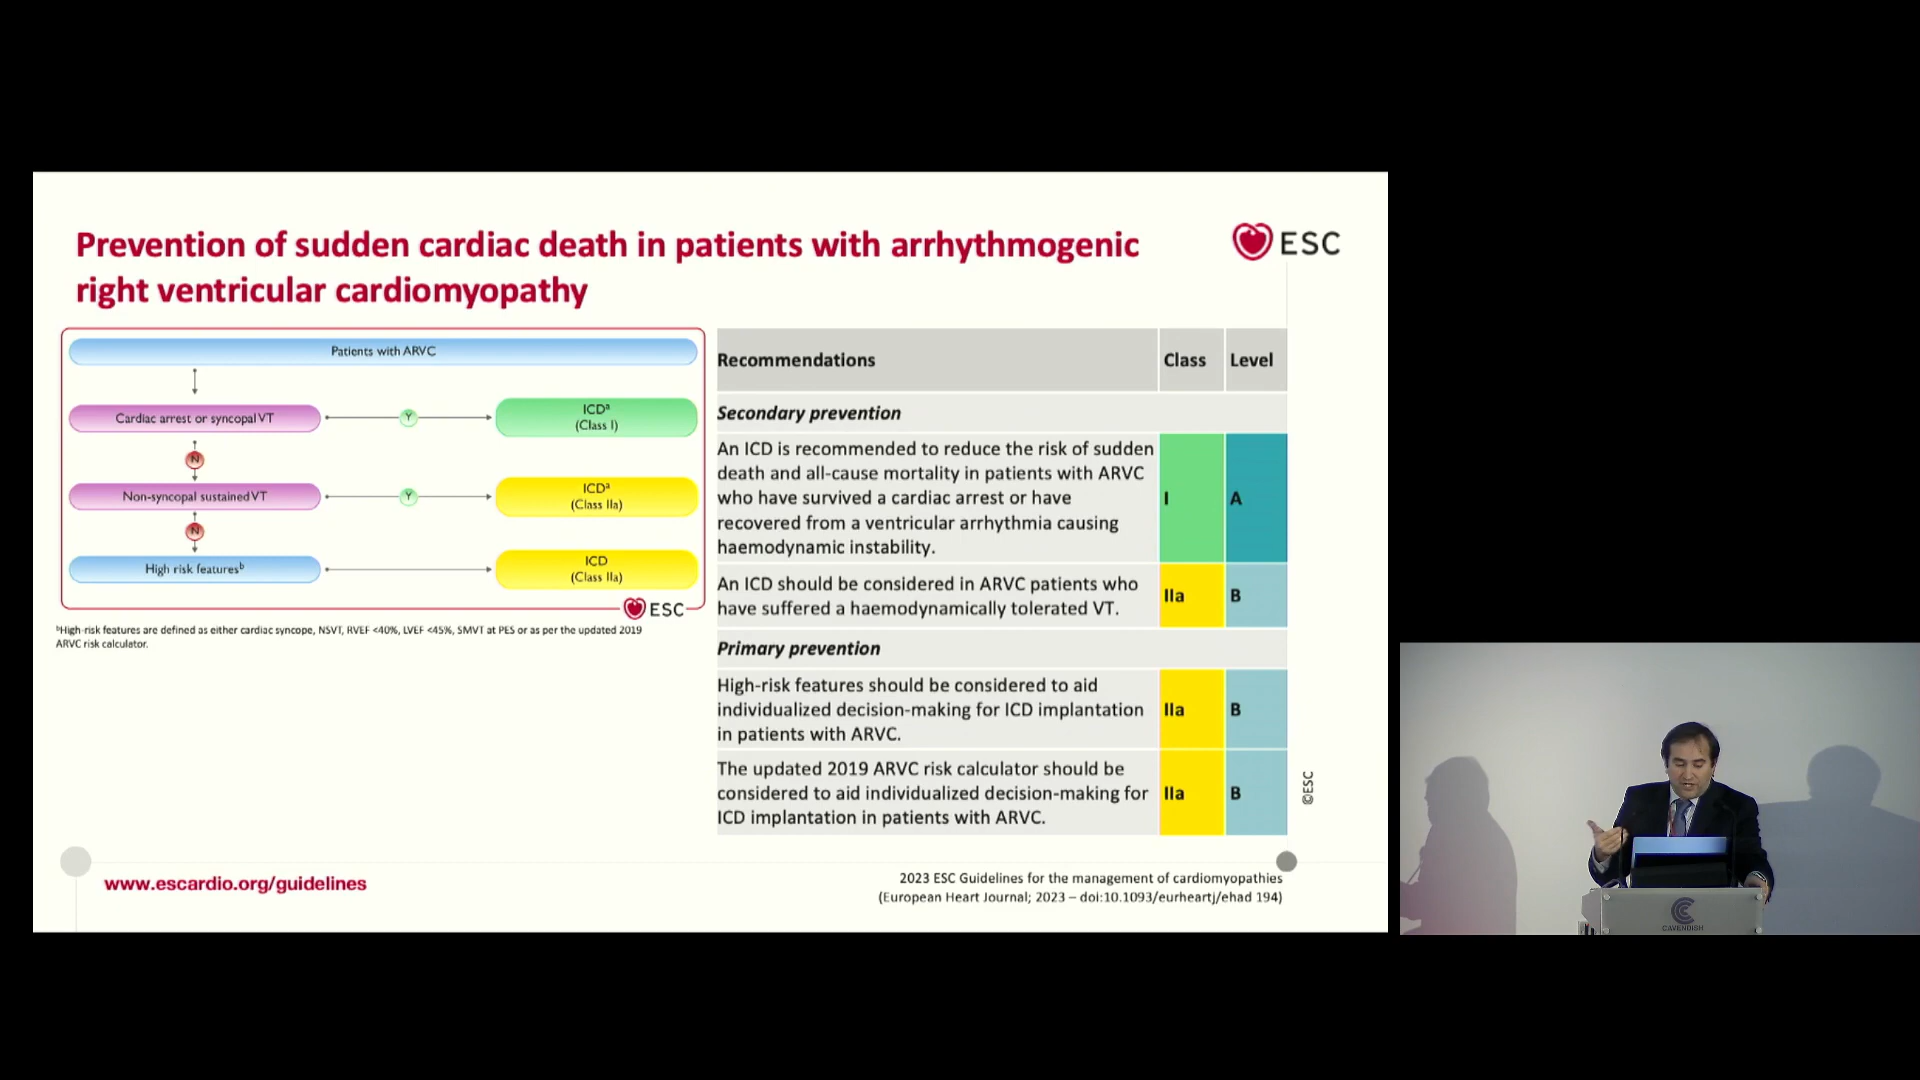 Prevention of sudden cardiac death in patients with arrhythmogenic
right ventricular cardiomyopathy
ESC
Patients with ARVC
Cardiac arrest or syncopal VT
Y
ICDᵃ
(Class I)
N
Non-syncopal sustained VT
Y
ICDᵃ
(Class IIa)
N
High risk featuresᵇ
ICD
(Class IIa)
ESC
ᵇHigh-risk features are defined as either cardiac syncope, NSVT, RVEF <40%, LVEF <45%, SMVT at PES or as per the updated 2019
ARVC risk calculator.
Recommendations Class Level
Secondary prevention
An ICD is recommended to reduce the risk of sudden
death and all-cause mortality in patients with ARVC
who have survived a cardiac arrest or have
recovered from a ventricular arrhythmia causing
haemodynamic instability.
I A
An ICD should be considered in ARVC patients who
have suffered a haemodynamically tolerated VT.
IIa B
Primary prevention
High-risk features should be considered to aid
individualized decision-making for ICD implantation
in patients with ARVC.
IIa B
The updated 2019 ARVC risk calculator should be
considered to aid individualized decision-making for
ICD implantation in patients with ARVC.
IIa B
©ESC
www.escardio.org/guidelines
2023 ESC Guidelines for the management of cardiomyopathies
(European Heart Journal; 2023 – doi:10.1093/eurheartj/ehad 194)
CAVENDISH